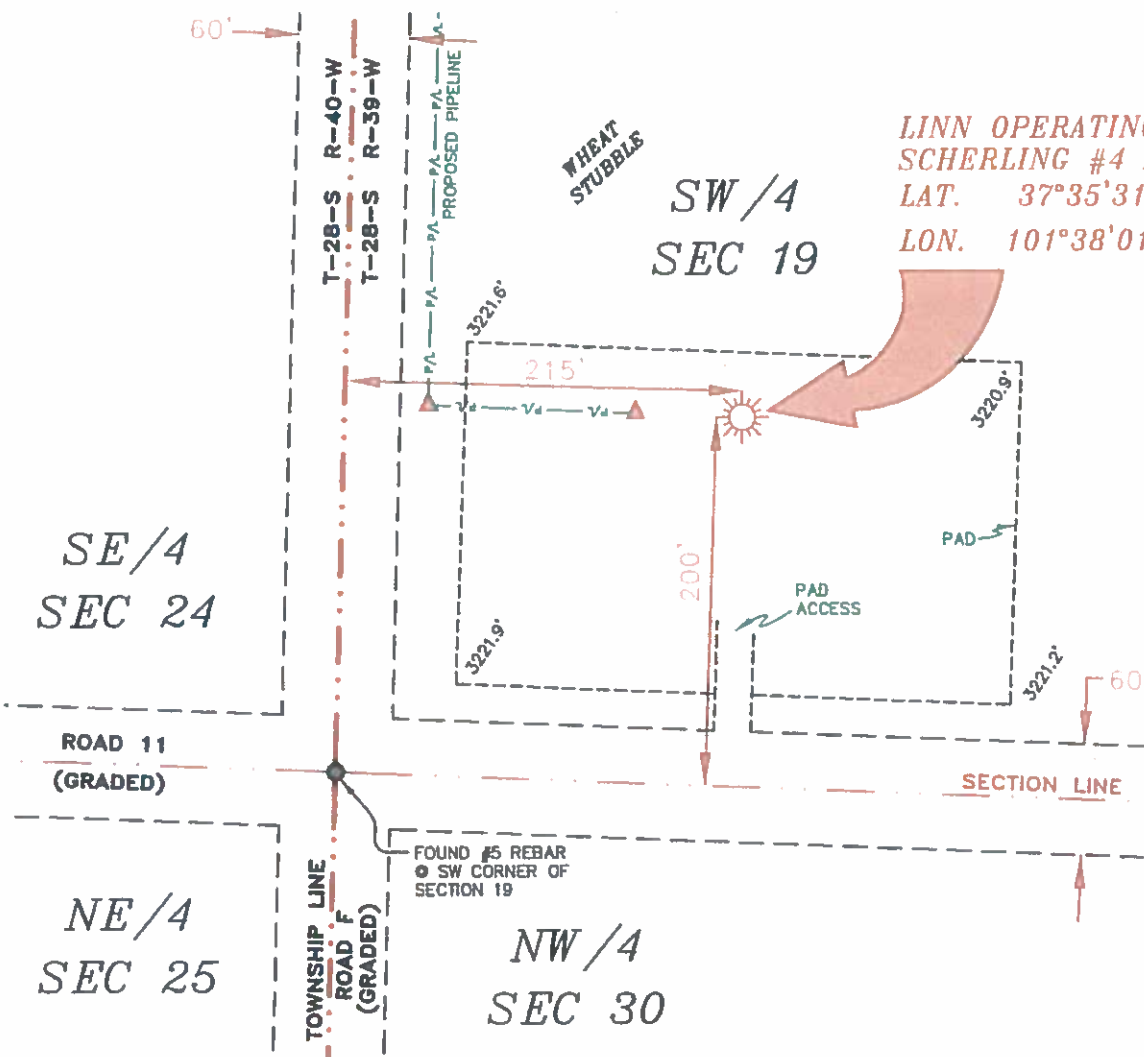 60'
T-28-S R-40-W
T-28-S R-39-W
P/L P/L P/L P/L P/L P/L
PROPOSED PIPELINE
WHEAT
STUBBLE
SW/4
SEC 19
LINN OPERATING
SCHERLING #4
LAT. 37°35'31
LON. 101°38'01
3221.6'
215'
3220.9'
P/L P/L P/L
200'
PAD
PAD
ACCESS
3221.9'
3221.2'
60
SE/4
SEC 24
ROAD 11
(GRADED)
SECTION LINE
FOUND #5 REBAR
@ SW CORNER OF
SECTION 19
TOWNSHIP LINE
ROAD F
(GRADED)
NE/4
SEC 25
NW/4
SEC 30